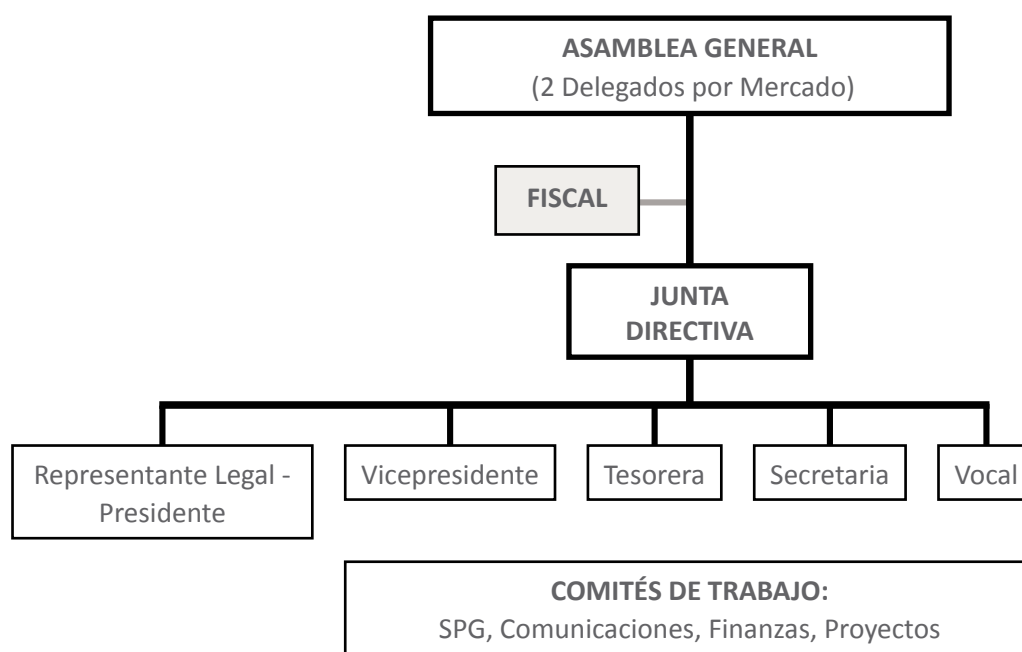 ASAMBLEA GENERAL
(2 Delegados por Mercado)
FISCAL
JUNTA
DIRECTIVA
Representante Legal -
Presidente
Vicepresidente
Tesorera
Secretaria
Vocal
COMITÉS DE TRABAJO:
SPG, Comunicaciones, Finanzas, Proyectos